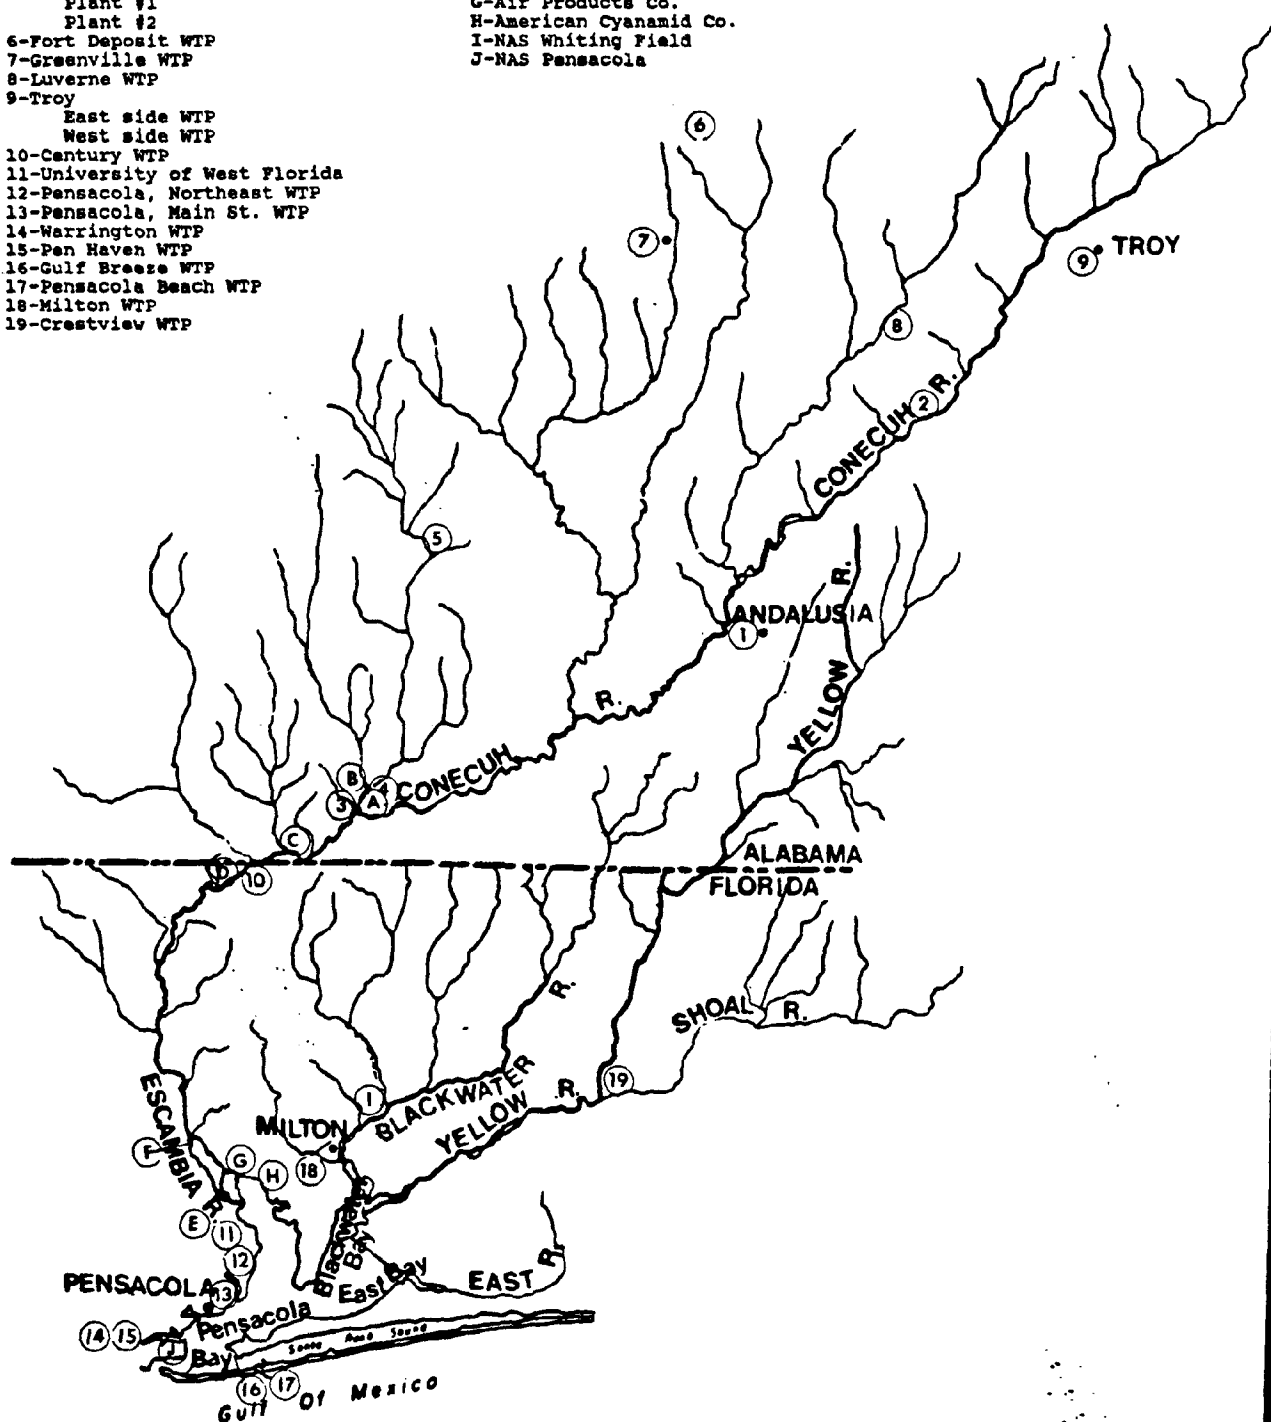 Plant #1
Plant #2
6-Fort Deposit WTP
7-Greenville WTP
8-Luverne WTP
9-Troy
East side WTP
West side WTP
10-Century WTP
11-University of West Florida
12-Pensacola, Northeast WTP
13-Pensacola, Main St. WTP
14-Warrington WTP
15-Pen Haven WTP
16-Gulf Breeze WTP
17-Pensacola Beach WTP
18-Milton WTP
19-Crestview WTP
G-Air Products Co.
H-American Cyanamid Co.
I-NAS Whiting Field
J-NAS Pensacola
6
7
9 TROY
8
2
CONECUH R.
5
R.
ANDALUSIA
1
YELLOW
R.
B
4
3
A
CONECUH
C
ALABAMA
D
10
FLORIDA
R.
SHOAL R.
19
I
BLACKWATER
YELLOW R.
ESCAMBIA R.
MILTON
F
G
H
18
E
11
12
Blackwater Bay
PENSACOLA
13
East Bay
EAST R.
Pensacola
Bay
14 15
J
Santa Rosa Sound
16 17
Gulf Of Mexico